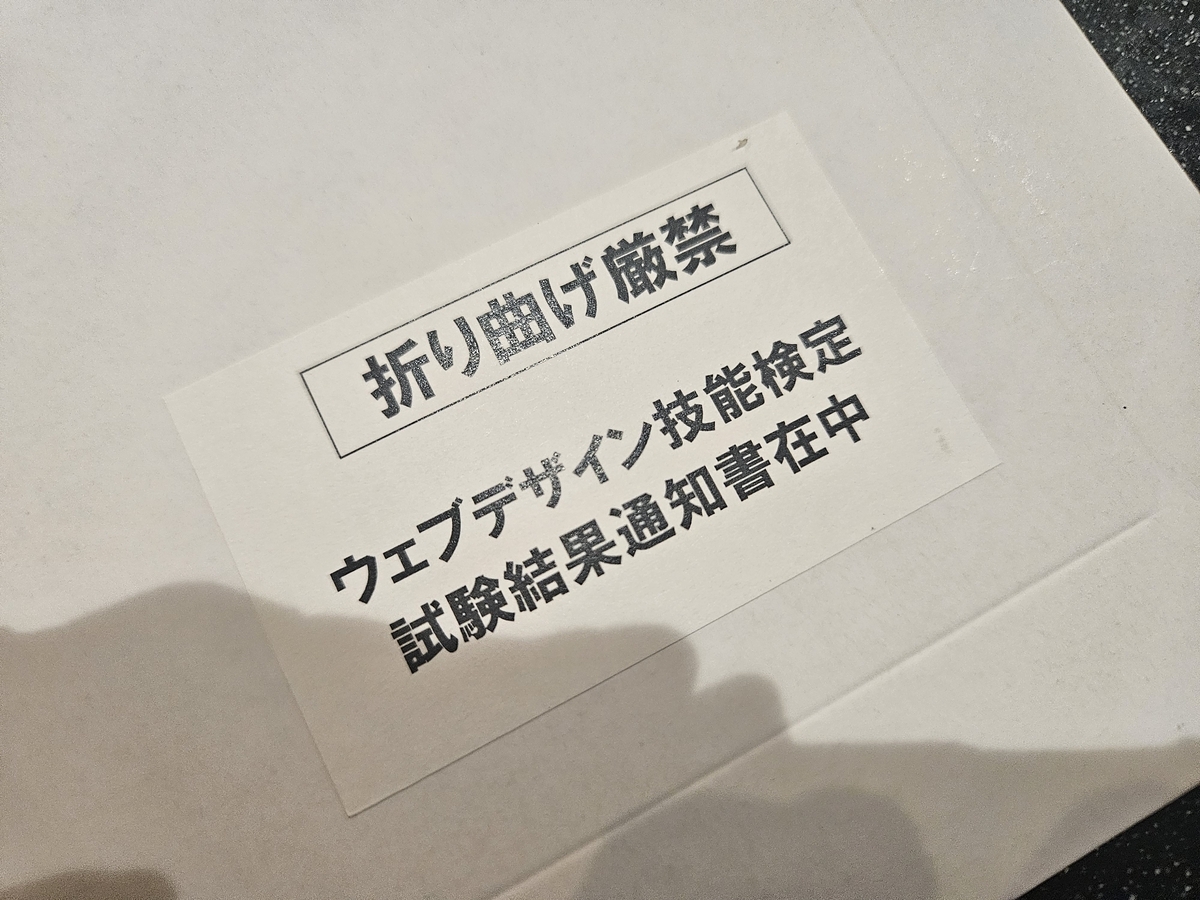 折り曲げ厳禁
ウェブデザイン技能検定
試験結果通知書在中